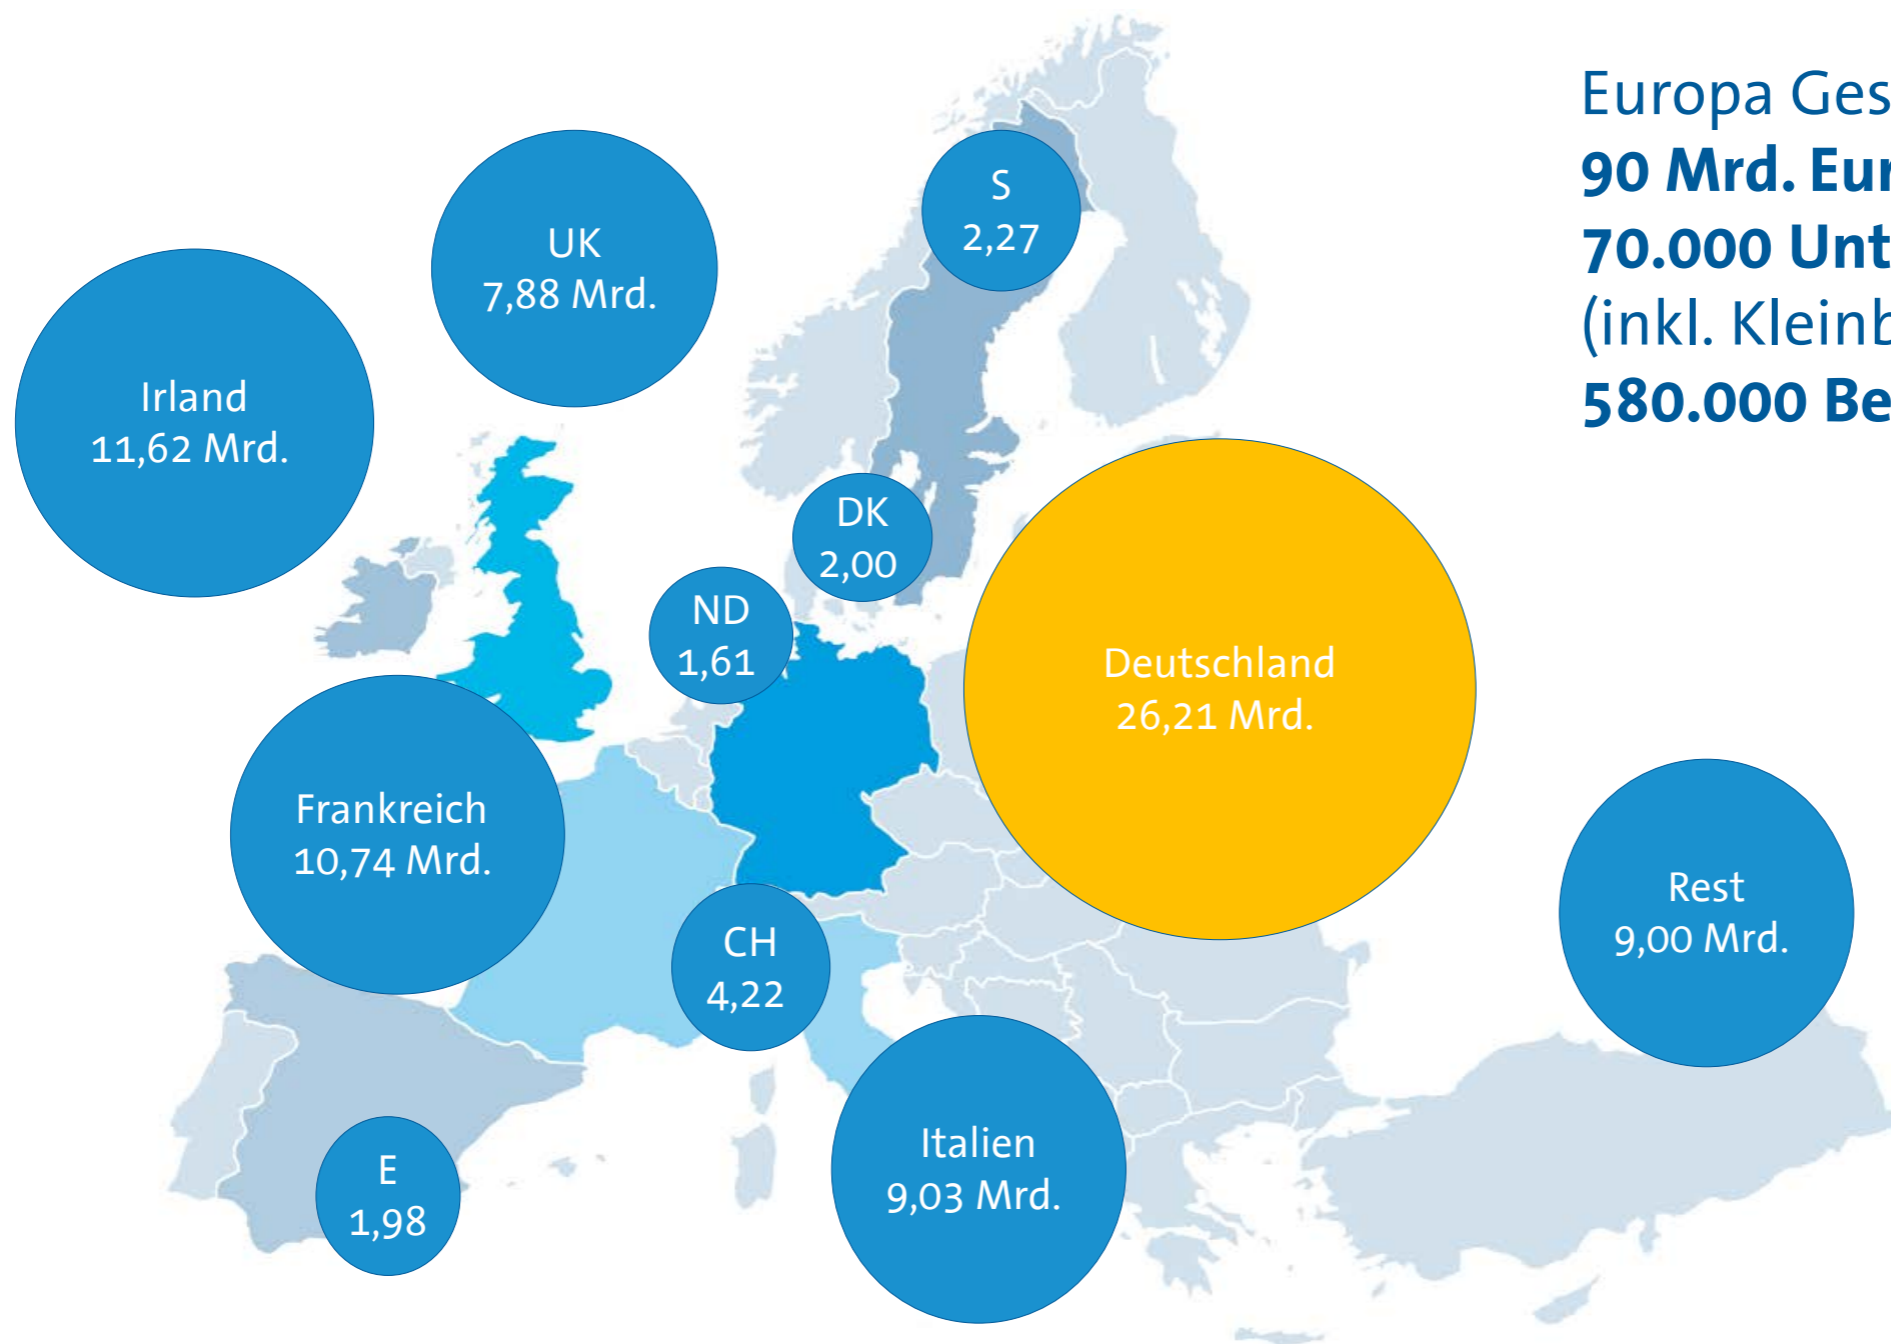 Europa Ges
90 Mrd. Eur
70.000 Unt
(inkl. Kleinb
580.000 Be
S
2,27
UK
7,88 Mrd.
Irland
11,62 Mrd.
DK
2,00
ND
1,61
Deutschland
26,21 Mrd.
Frankreich
10,74 Mrd.
Rest
9,00 Mrd.
CH
4,22
Italien
9,03 Mrd.
E
1,98